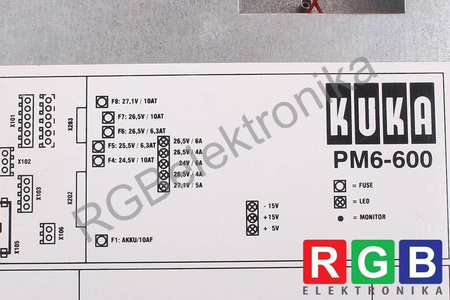 X
F8: 27,1V / 10AT
F7: 26,5V / 10AT
F6: 26,5V / 6,3AT
F5: 25,5V / 6,3AT
F4: 24,5V / 10AT
F1: AKKU/10AF
X101
X102
X103
X105
X106
X203
X202
26,5V / 6A
26,5V / 4A
24V / 6A
26,5V / 4A
27,1V / 5A
- 15V
+15V
+ 5V
KUKA
PM6-600
= FUSE
= LED
= MONITOR
RGBElektronika
RGB
ELEKTRONIKA